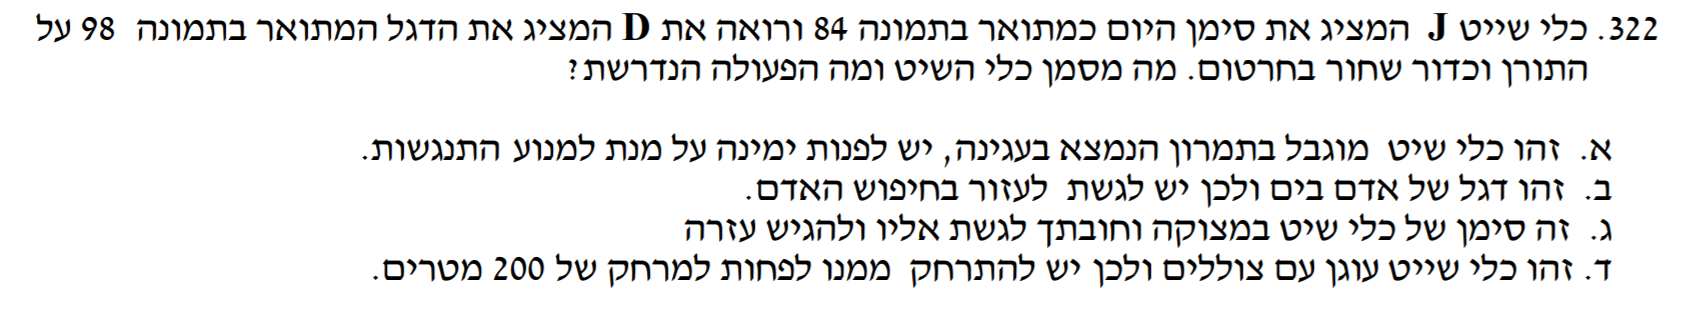 322. כלי שייט J המציג את סימן היום כמתואר בתמונה 84 ורואה את D המציג את הדגל המתואר בתמונה 98 על
התורן וכדור שחור בחרטום. מה מסמן כלי השיט ומה הפעולה הנדרשת?
א. זהו כלי שיט מוגבל בתמרון הנמצא בעגינה, יש לפנות ימינה על מנת למנוע התנגשות.
ב. זהו דגל של אדם בים ולכן יש לגשת לעזור בחיפוש האדם.
ג. זה סימן של כלי שיט במצוקה וחובתך לגשת אליו ולהגיש עזרה
ד. זהו כלי שייט עוגן עם צוללים ולכן יש להתרחק ממנו לפחות למרחק של 200 מטרים.